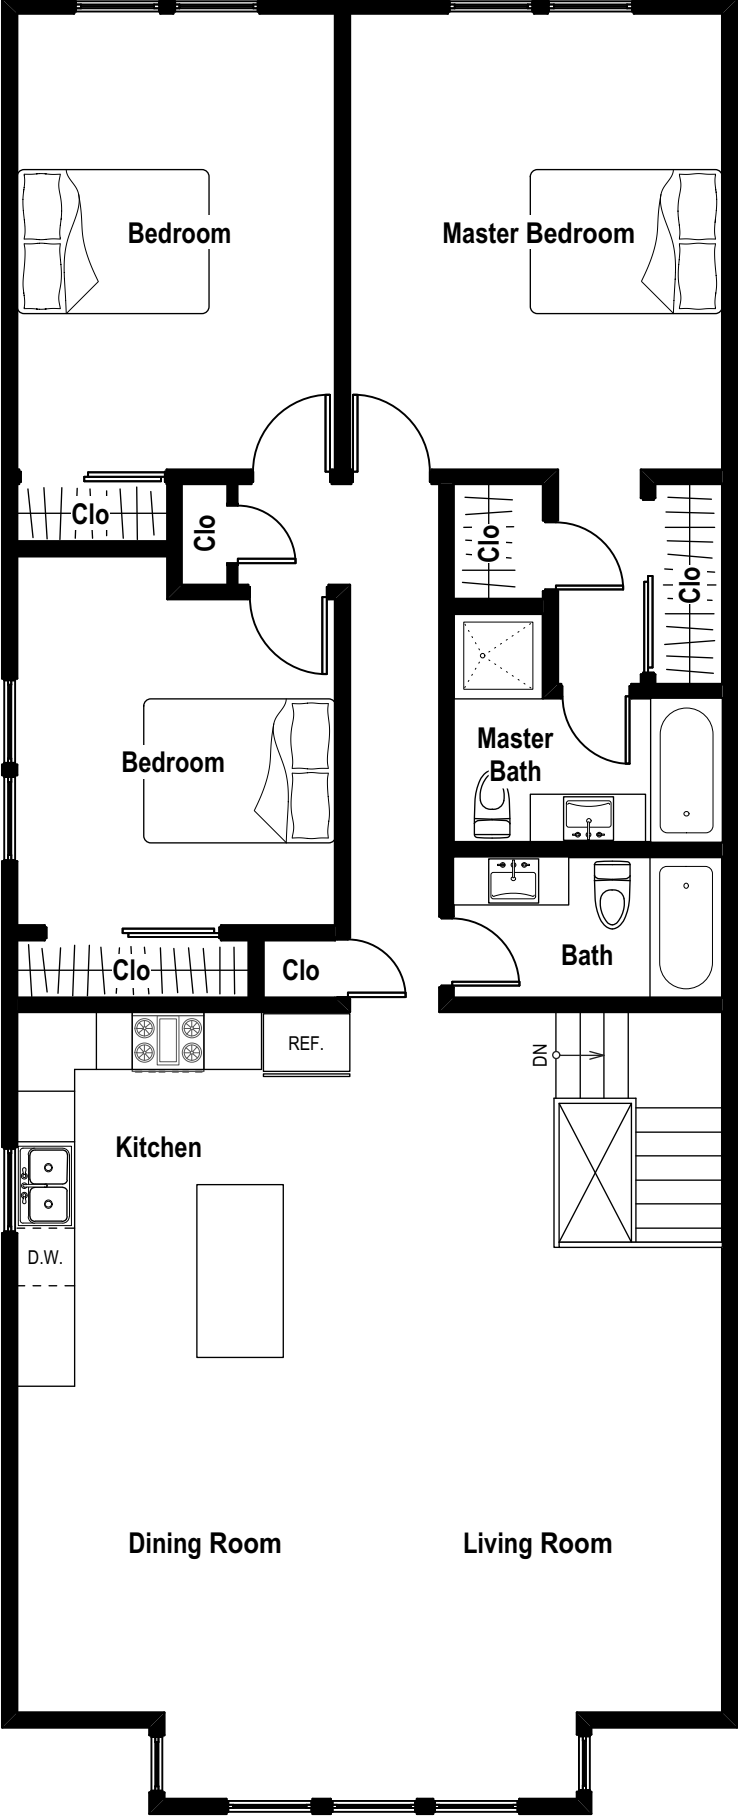 Bedroom
Master Bedroom
Clo
Clo
Clo
Clo
Master
Bath
Bedroom
Bath
Clo
Clo
REF.
DN
Kitchen
D.W.
Dining Room
Living Room